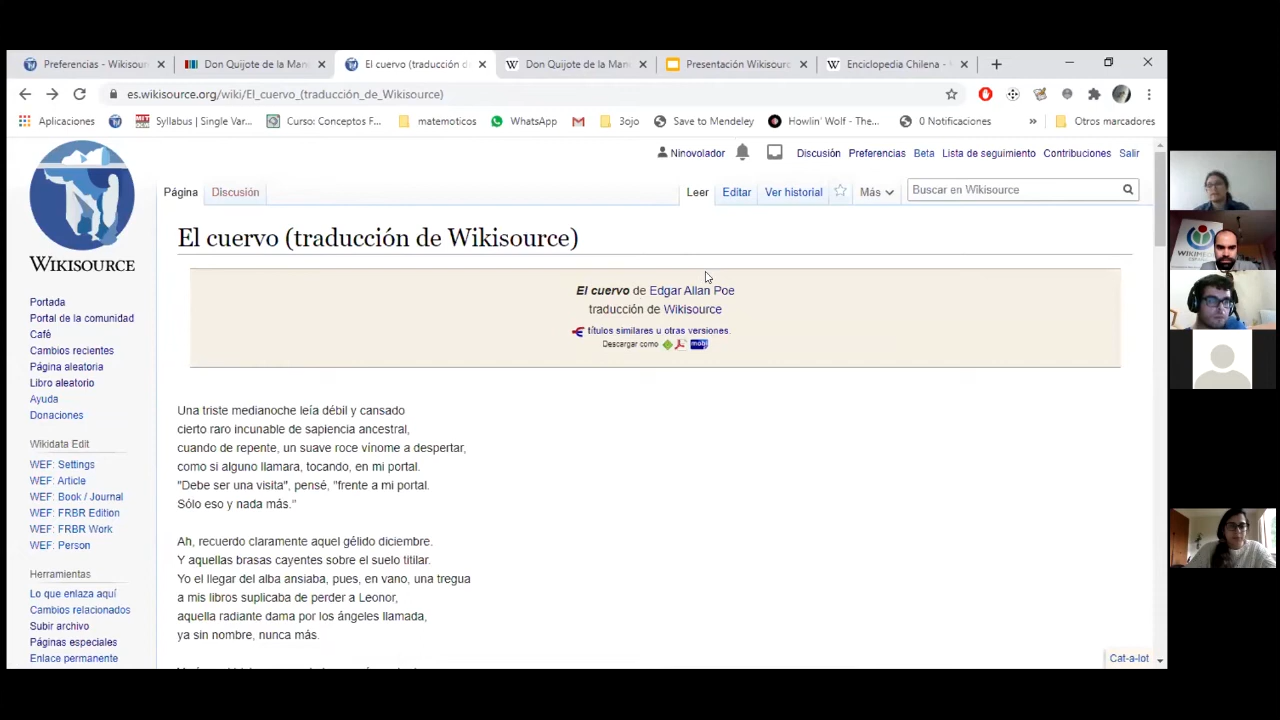 Preferencias - Wikisour
Don Quijote de la Man
El cuervo (traducción d
Don Quijote de la Man
Presentación Wikisourc
Enciclopedia Chilena -
es.wikisource.org/wiki/El_cuervo_(traducción_de_Wikisource)
Aplicaciones
Syllabus | Single Var...
Curso: Conceptos F...
matemoticos
WhatsApp
3ojo
Save to Mendeley
Howlin' Wolf - The...
0 Notificaciones
»
Otros marcadores
Ninovolador
Discusión
Preferencias
Beta
Lista de seguimiento
Contribuciones
Salir
Página
Discusión
Leer
Editar
Ver historial
Más
Buscar en Wikisource
WIKISOURCE
El cuervo (traducción de Wikisource)
El cuervo de Edgar Allan Poe
traducción de Wikisource
títulos similares u otras versiones.
Descargar como
mobi
Portada
Portal de la comunidad
Café
Cambios recientes
Página aleatoria
Libro aleatorio
Ayuda
Donaciones
Wikidata Edit
WEF: Settings
WEF: Article
WEF: Book / Journal
WEF: FRBR Edition
WEF: FRBR Work
WEF: Person
Herramientas
Lo que enlaza aquí
Cambios relacionados
Subir archivo
Páginas especiales
Enlace permanente
Una triste medianoche leía débil y cansado
cierto raro incunable de sapiencia ancestral,
cuando de repente, un suave roce vínome a despertar,
como si alguno llamara, tocando, en mi portal.
"Debe ser una visita", pensé, "frente a mi portal.
Sólo eso y nada más."
Ah, recuerdo claramente aquel gélido diciembre.
Y aquellas brasas cayentes sobre el suelo titilar.
Yo el llegar del alba ansiaba, pues, en vano, una tregua
a mis libros suplicaba de perder a Leonor,
aquella radiante dama por los ángeles llamada,
ya sin nombre, nunca más.
Cat-a-lot